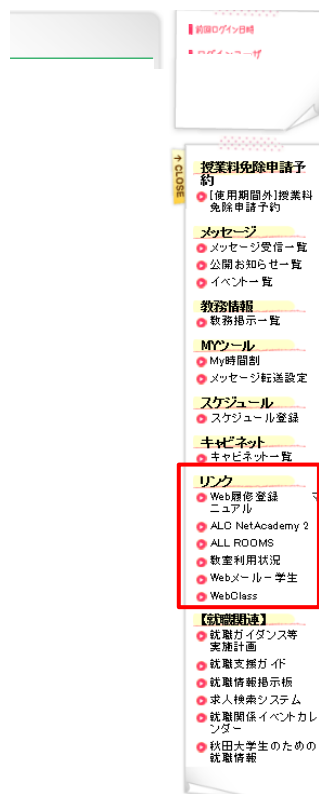 前回ログイン日時
ログインユーザ
↑ CLOSE
授業料免除申請予
約
[使用期間外]授業料
免除申請予約
メッセージ
メッセージ受信一覧
公開お知らせ一覧
イベント一覧
教務情報
教務掲示一覧
MYツール
My時間割
メッセージ転送設定
スケジュール
スケジュール登録
キャビネット
キャビネット一覧
リンク
Web履修登録 マ
ニュアル
ALC NetAcademy 2
ALL ROOMS
教室利用状況
Webメールー学生
WebClass
【就職関連】
就職ガイダンス等
実施計画
就職支援ガイド
就職情報掲示板
求人検索システム
就職関係イベントカレ
ンダー
秋田大学生のための
就職情報